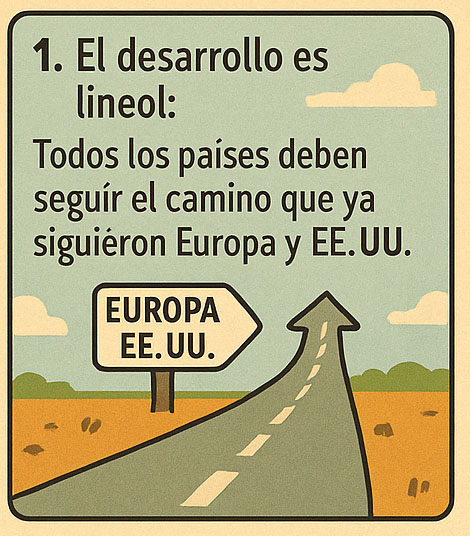 1. El desarrollo es
lineol:
Todos los países deben
seguír el camino que ya
siguiéron Europa y EE.UU.
EUROPA
EE. UU.